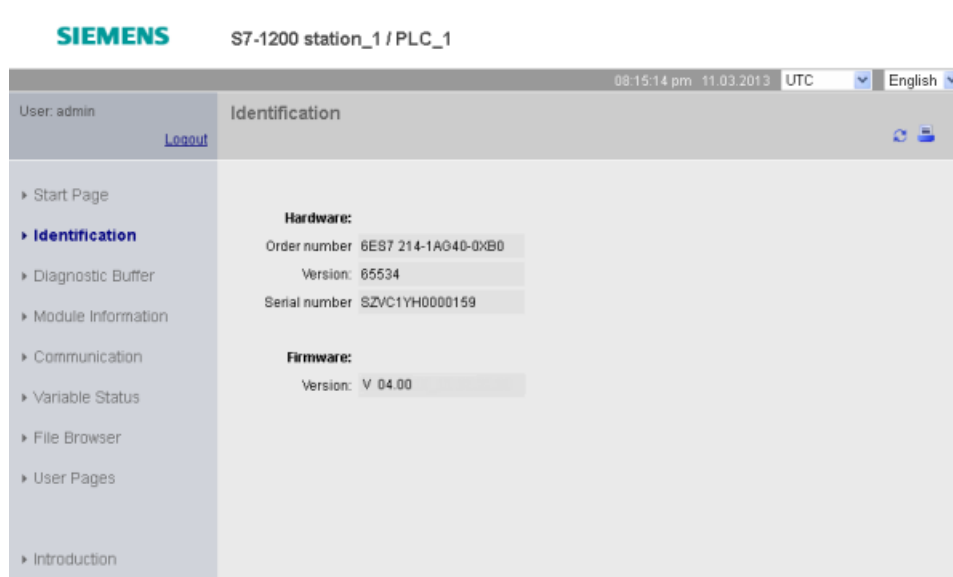 SIEMENS S7-1200 station_1 / PLC_1
08:15:14 pm 11.03.2013 UTC English
User: admin
Logout
Identification
Start Page
Identification
Diagnostic Buffer
Module Information
Communication
Variable Status
File Browser
User Pages
Introduction
Hardware:
Order number 6ES7 214-1AG40-0XB0
Version: 65534
Serial number SZVC1YH0000159
Firmware:
Version: V 04.00